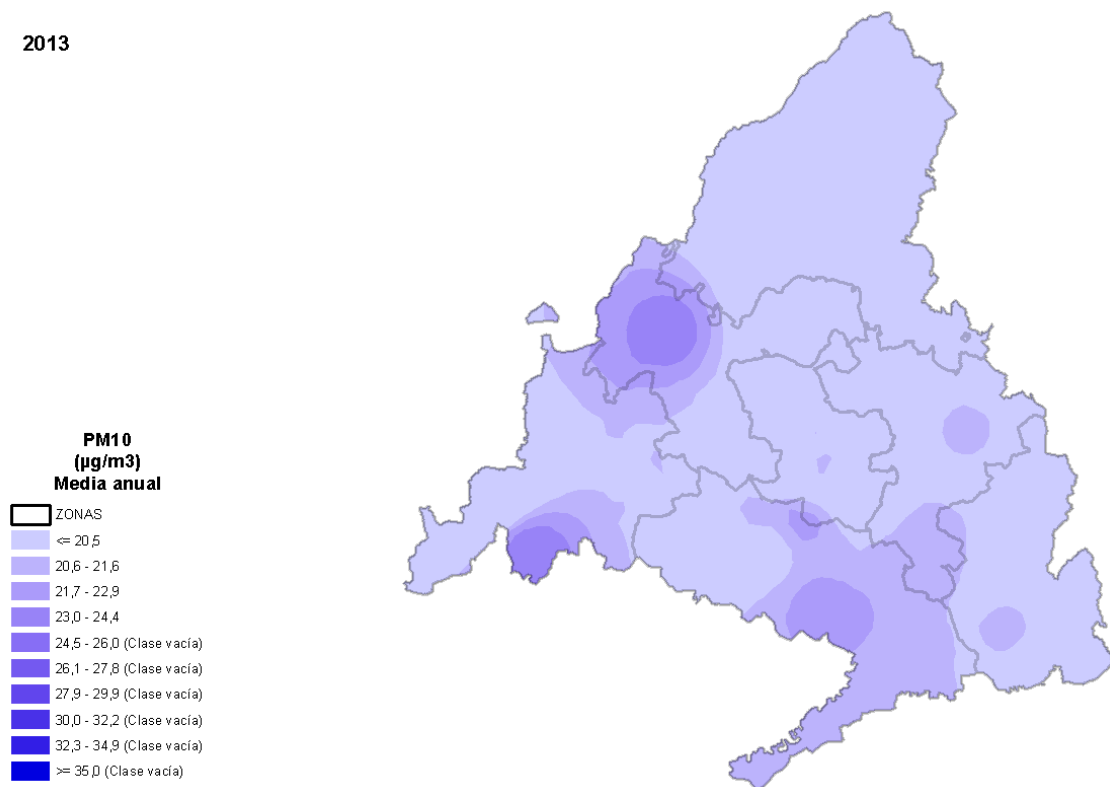 2013
PM10
(µg/m3)
Media anual
ZONAS
<= 20,5
20,6 - 21,6
21,7 - 22,9
23,0 - 24,4
24,5 - 26,0 (Clase vacía)
26,1 - 27,8 (Clase vacía)
27,9 - 29,9 (Clase vacía)
30,0 - 32,2 (Clase vacía)
32,3 - 34,9 (Clase vacía)
>= 35,0 (Clase vacía)